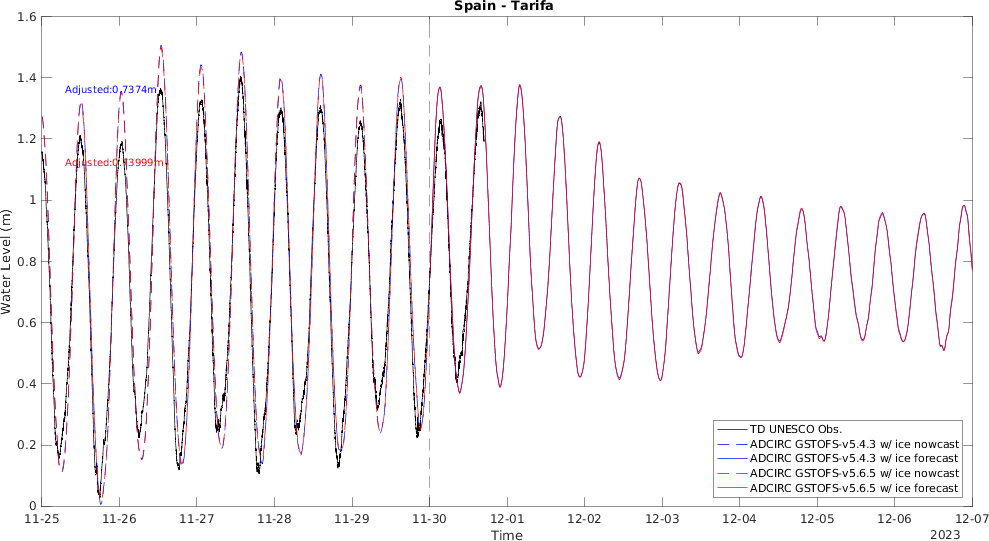 Spain - Tarifa
1.6
1.4
1.2
1
0.8
0.6
0.4
0.2
0
Water Level (m)
Adjusted:0.7374m
Adjusted:0.73999m
TD UNESCO Obs.
ADCIRC GSTOFS-v5.4.3 w/ ice nowcast
ADCIRC GSTOFS-v5.4.3 w/ ice forecast
ADCIRC GSTOFS-v5.6.5 w/ ice nowcast
ADCIRC GSTOFS-v5.6.5 w/ ice forecast
11-25 11-26 11-27 11-28 11-29 11-30 12-01 12-02 12-03 12-04 12-05 12-06 12-07
Time
2023